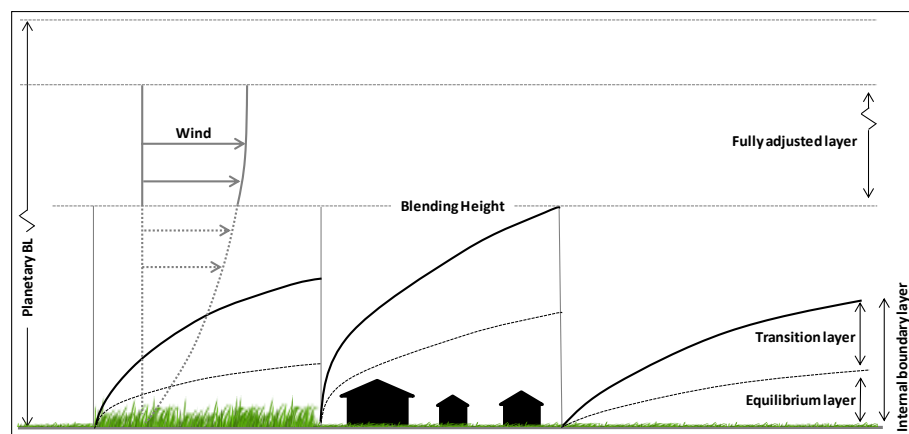 Wind
Fully adjusted layer
Blending Height
Planetary BL
Transition layer
Equilibrium layer
Internal boundary layer